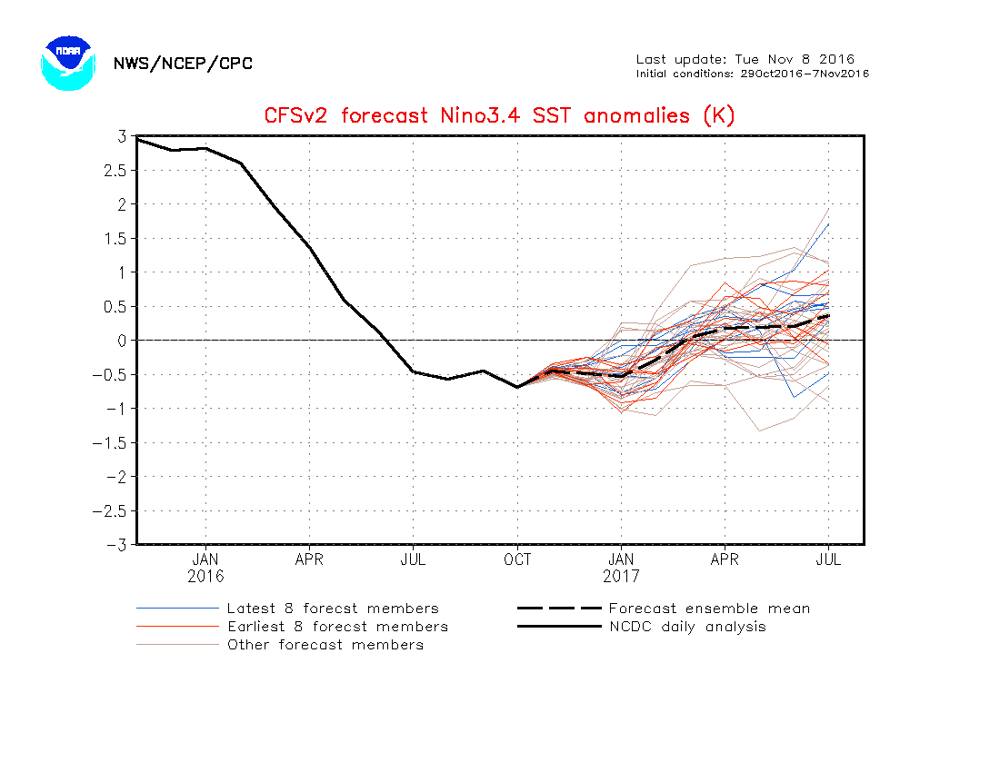 NOAA
NWS/NCEP/CPC
Last update: Tue Nov 8 2016
Initial conditions: 29Oct2016-7Nov2016
CFSv2 forecast Nino3.4 SST anomalies (K)
3
2.5
2
1.5
1
0.5
0
-0.5
-1
-1.5
-2
-2.5
-3
JAN APR JUL OCT JAN APR JUL
2016 2017
Latest 8 forecst members
Earliest 8 forecst members
Other forecast members
Forecast ensemble mean
NCDC daily analysis